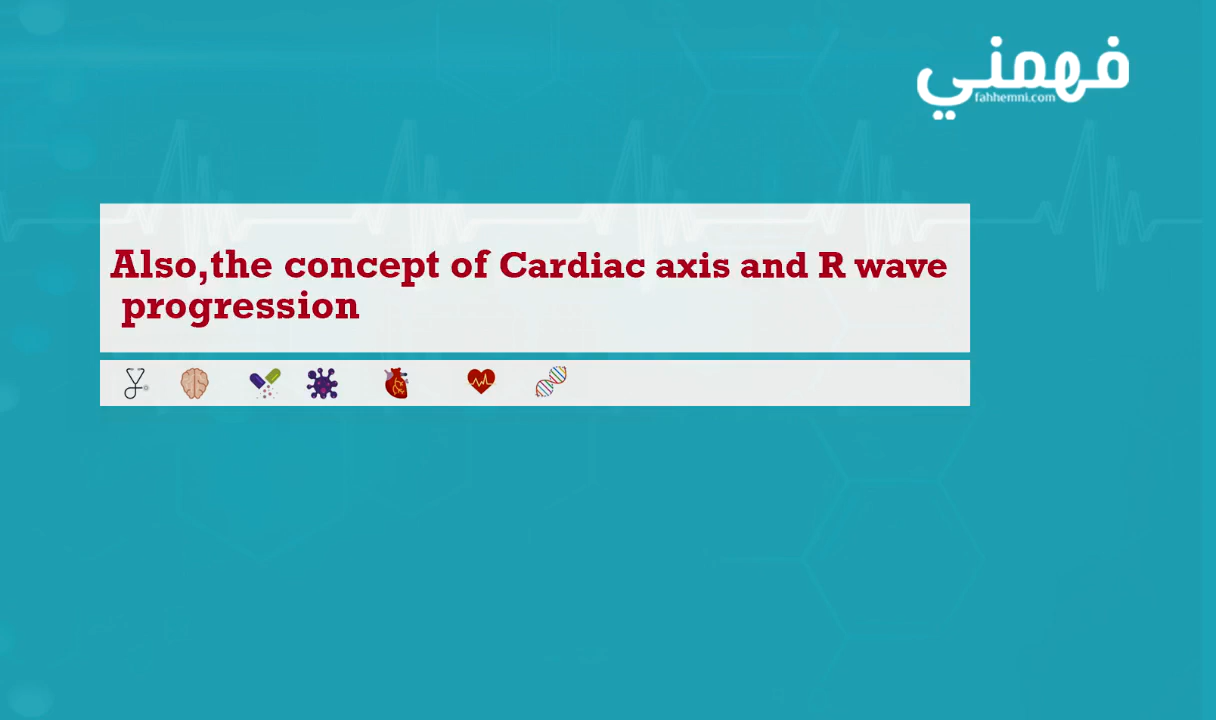 فهمني
fahhemni.com
Also,the concept of Cardiac axis and R wave
progression